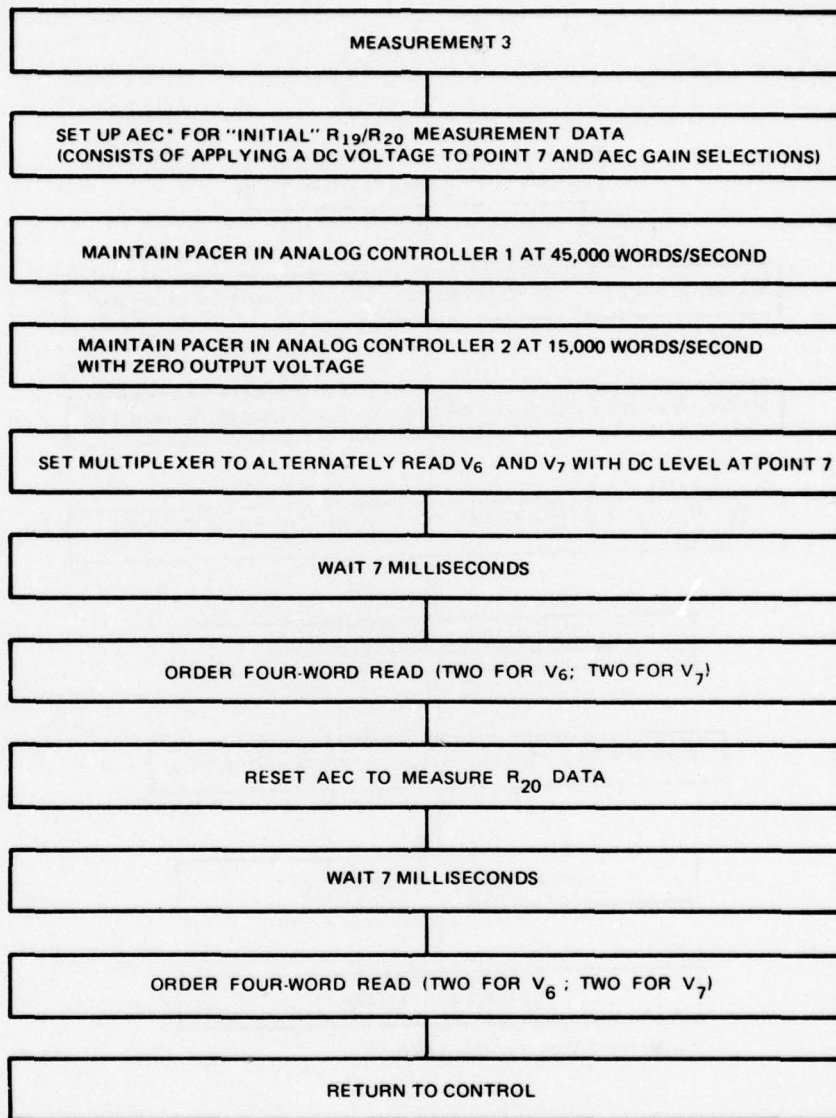 MEASUREMENT 3
SET UP AEC* FOR "INITIAL" R19/R20 MEASUREMENT DATA
(CONSISTS OF APPLYING A DC VOLTAGE TO POINT 7 AND AEC GAIN SELECTIONS)
MAINTAIN PACER IN ANALOG CONTROLLER 1 AT 45,000 WORDS/SECOND
MAINTAIN PACER IN ANALOG CONTROLLER 2 AT 15,000 WORDS/SECOND
WITH ZERO OUTPUT VOLTAGE
SET MULTIPLEXER TO ALTERNATELY READ V6 AND V7 WITH DC LEVEL AT POINT 7
WAIT 7 MILLISECONDS
ORDER FOUR-WORD READ (TWO FOR V6; TWO FOR V7)
RESET AEC TO MEASURE R20 DATA
WAIT 7 MILLISECONDS
ORDER FOUR-WORD READ (TWO FOR V6; TWO FOR V7)
RETURN TO CONTROL